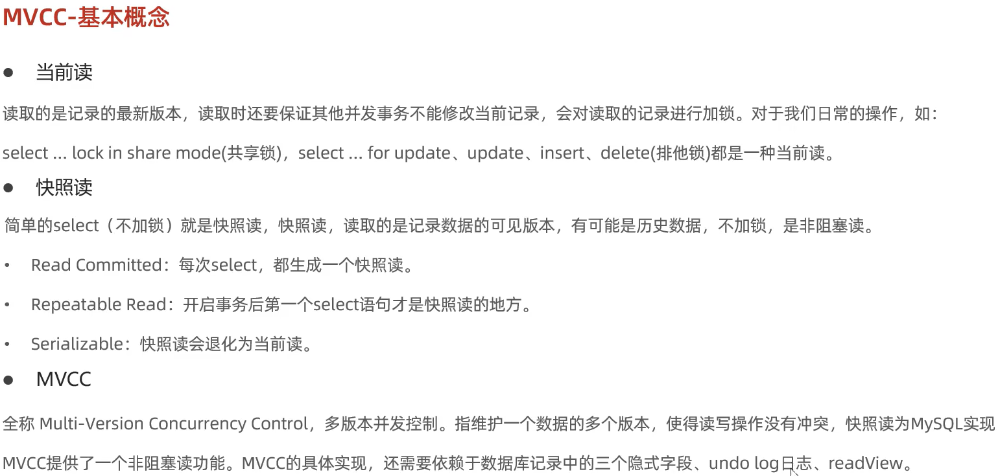 MVCC-基本概念
● 当前读
读取的是记录的最新版本，读取时还要保证其他并发事务不能修改当前记录，会对读取的记录进行加锁。对于我们日常的操作，如：
select ... lock in share mode(共享锁)，select ... for update、update、insert、delete(排他锁)都是一种当前读。
● 快照读
简单的select（不加锁）就是快照读，快照读，读取的是记录数据的可见版本，有可能是历史数据，不加锁，是非阻塞读。
• Read Committed：每次select，都生成一个快照读。
• Repeatable Read：开启事务后第一个select语句才是快照读的地方。
• Serializable：快照读会退化为当前读。
● MVCC
全称 Multi-Version Concurrency Control，多版本并发控制。指维护一个数据的多个版本，使得读写操作没有冲突，快照读为MySQL实现
MVCC提供了一个非阻塞读功能。MVCC的具体实现，还需要依赖于数据库记录中的三个隐式字段、undo log日志、readView。